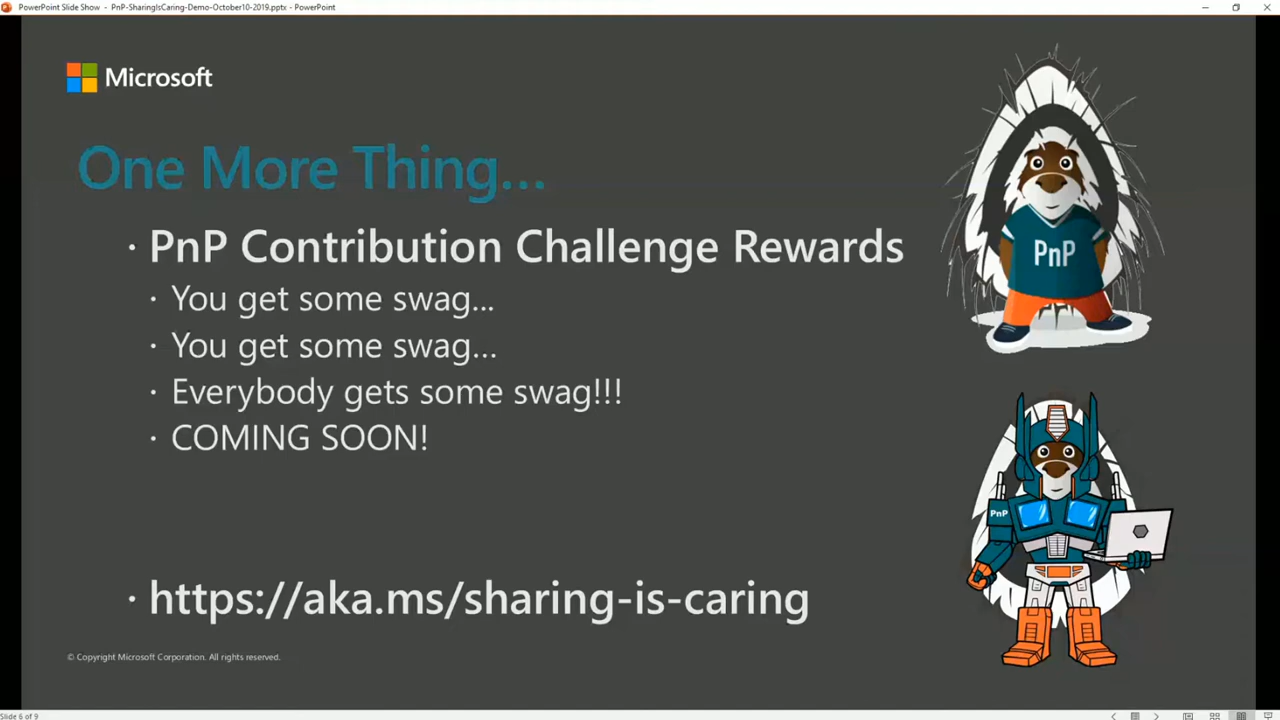 PowerPoint Slide Show - PnP-SharingIsCaring-Demo-October10-2019.pptx - PowerPoint
Microsoft
One More Thing...
· PnP Contribution Challenge Rewards
· You get some swag...
· You get some swag...
· Everybody gets some swag!!!
· COMING SOON!
· https://aka.ms/sharing-is-caring
© Copyright Microsoft Corporation. All rights reserved.
PnP
PnP
Slide 6 of 9